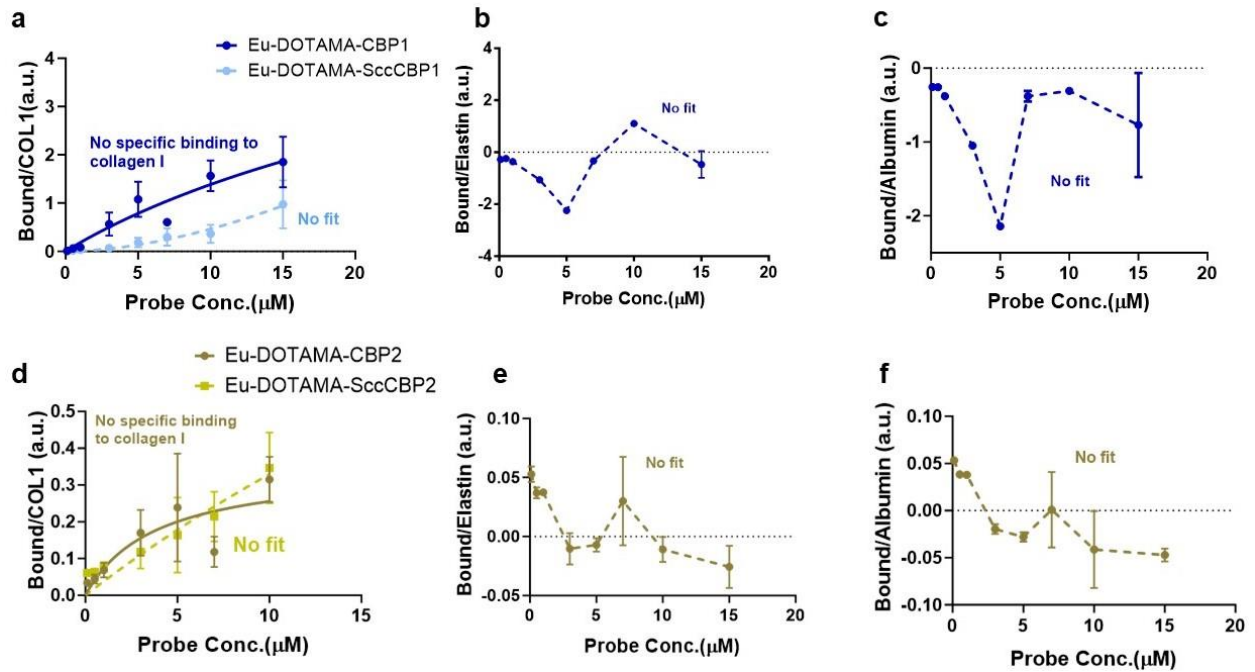 a
Eu-DOTAMA-CBP1
Eu-DOTAMA-SccCBP1
Bound/COL1(a.u.)
4
3
2
1
0
No specific binding to
collagen I
No fit
0 5 10 15 20
Probe Conc.(μM)
b
Bound/Elastin (a.u.)
4
2
0
-2
-4
No fit
0 5 10 15 20
Probe Conc.(μM)
c
Bound/Albumin (a.u.)
0
-1
-2
No fit
0 5 10 15 20
Probe Conc.(μM)
Eu-DOTAMA-CBP2
Eu-DOTAMA-SccCBP2
d
Bound/COL1 (a.u.)
0.5
0.4
0.3
0.2
0.1
0.0
No specific binding
to collagen I
No fit
0 5 10 15
Probe Conc.(μM)
e
Bound/Elastin (a.u.)
0.10
0.05
0.00
-0.05
No fit
0 5 10 15 20
Probe Conc.(μM)
f
Bound/Albumin (a.u.)
0.10
0.05
0.00
-0.05
-0.10
No fit
0 5 10 15 20
Probe Conc.(μM)